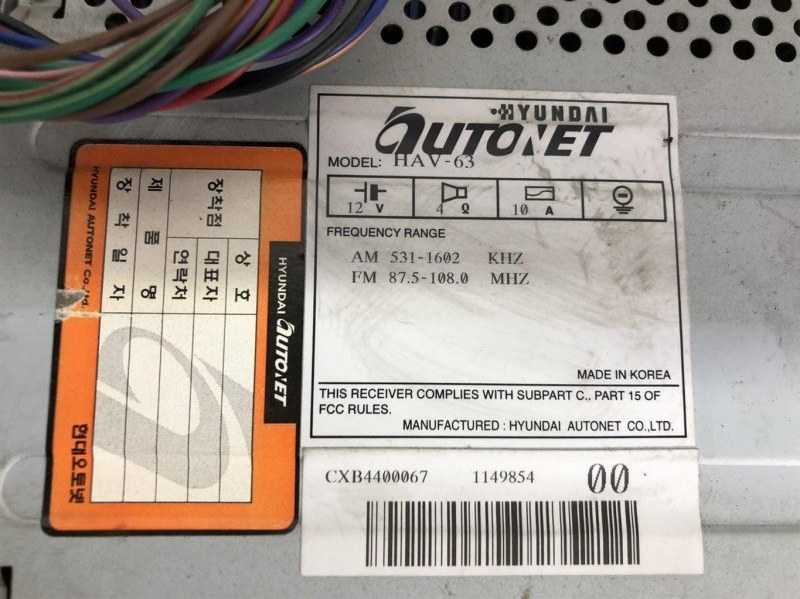 HYUNDAI
AUTONET
MODEL: HAV-63
12 V
4 Ω
10 A
FREQUENCY RANGE
AM 531-1602 KHZ
FM 87.5-108.0 MHZ
MADE IN KOREA
THIS RECEIVER COMPLIES WITH SUBPART C., PART 15 OF
FCC RULES.
MANUFACTURED : HYUNDAI AUTONET CO.,LTD.
CXB4400067 1149854 00
HYUNDAI AUTONET
장착점
상 호
대표자
연락처
제 품 명
장 착 일 자
HYUNDAI AUTONET Co., Ltd.
현대오토넷